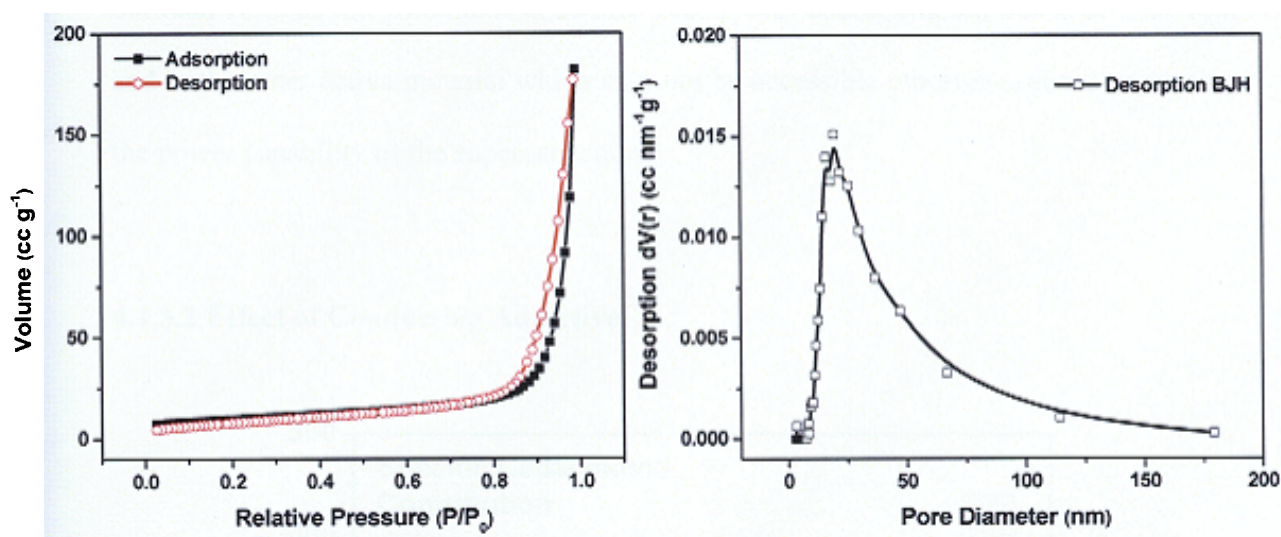 200
150
100
50
0
Volume (cc g⁻¹)
Adsorption
Desorption
0.0 0.2 0.4 0.6 0.8 1.0
Relative Pressure (P/P₀)
0.020
0.015
0.010
0.005
0.000
Desorption dV(r) (cc nm⁻¹g⁻¹)
Desorption BJH
0 50 100 150 200
Pore Diameter (nm)
the power